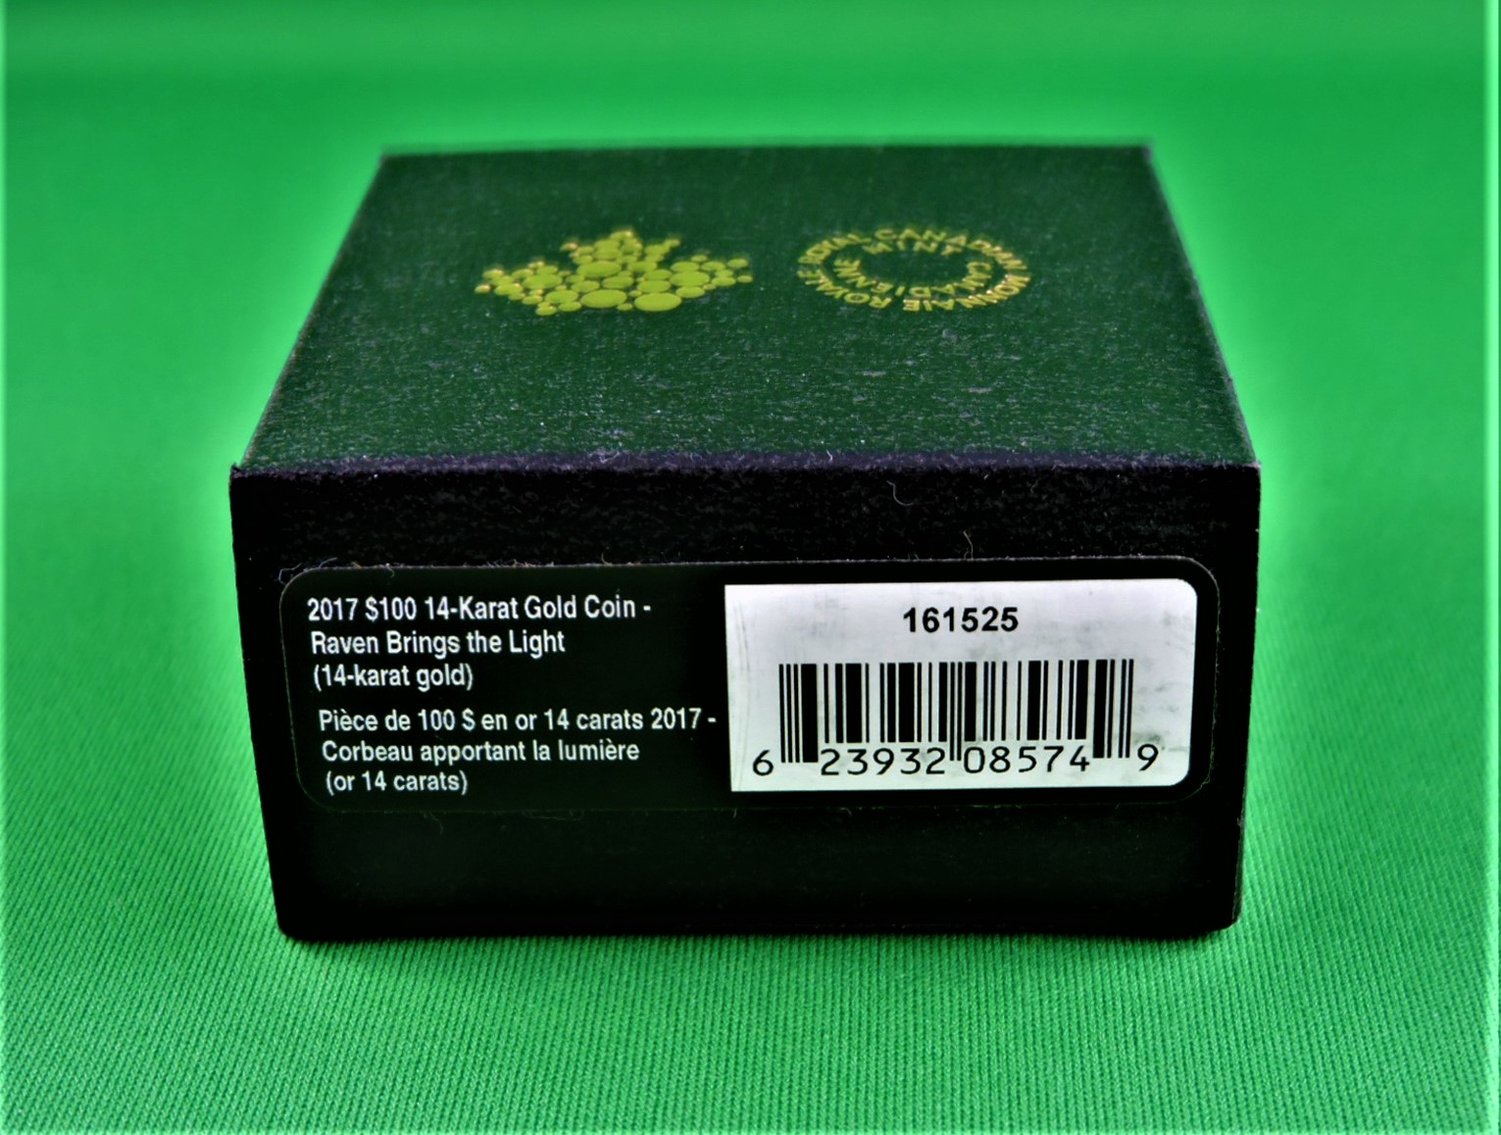 ROYAL CANADIAN MINT
MONNAIE ROYALE CANADIENNE
2017 $100 14-Karat Gold Coin -
Raven Brings the Light
(14-karat gold)
Pièce de 100 $ en or 14 carats 2017 -
Corbeau apportant la lumière
(or 14 carats)
161525
6 23932 08574 9